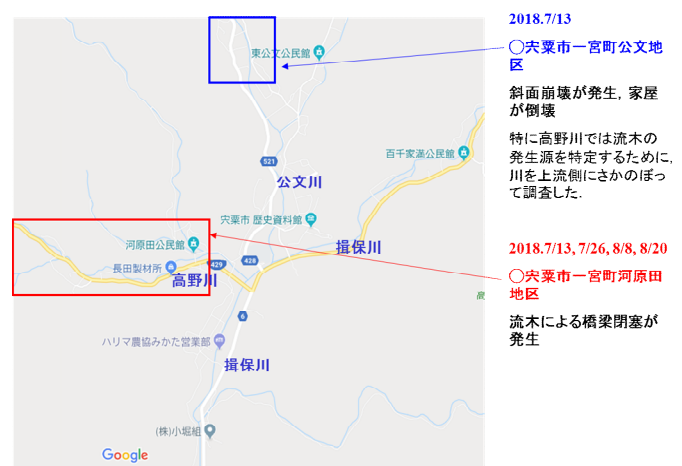 東公文公民館
百千家満公民館
521
公文川
宍粟市 歴史資料館
揖保川
河原田公民館
長田製材所
429
428
高野川
6
ハリマ農協みかた営業部
揖保川
(株)小堀組
Google
2018.7/13
○宍粟市一宮町公文地
区
斜面崩壊が発生，家屋
が倒壊
特に高野川では流木の
発生源を特定するために,
川を上流側にさかのぼっ
て調査した.
2018.7/13, 7/26, 8/8, 8/20
○宍粟市一宮町河原田
地区
流木による橋梁閉塞が
発生